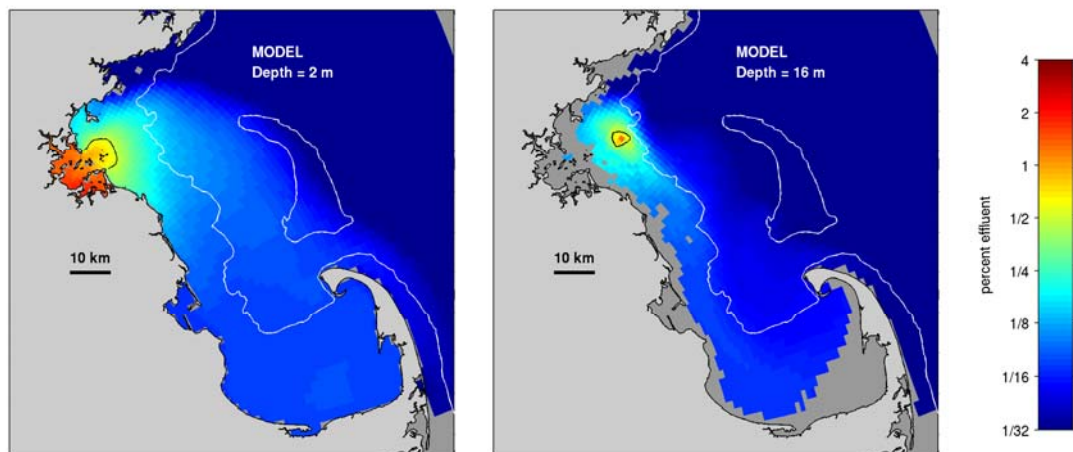 MODEL
Depth = 2 m
10 km
MODEL
Depth = 16 m
10 km
4
2
1
1/2
1/4
1/8
1/16
1/32
percent effluent